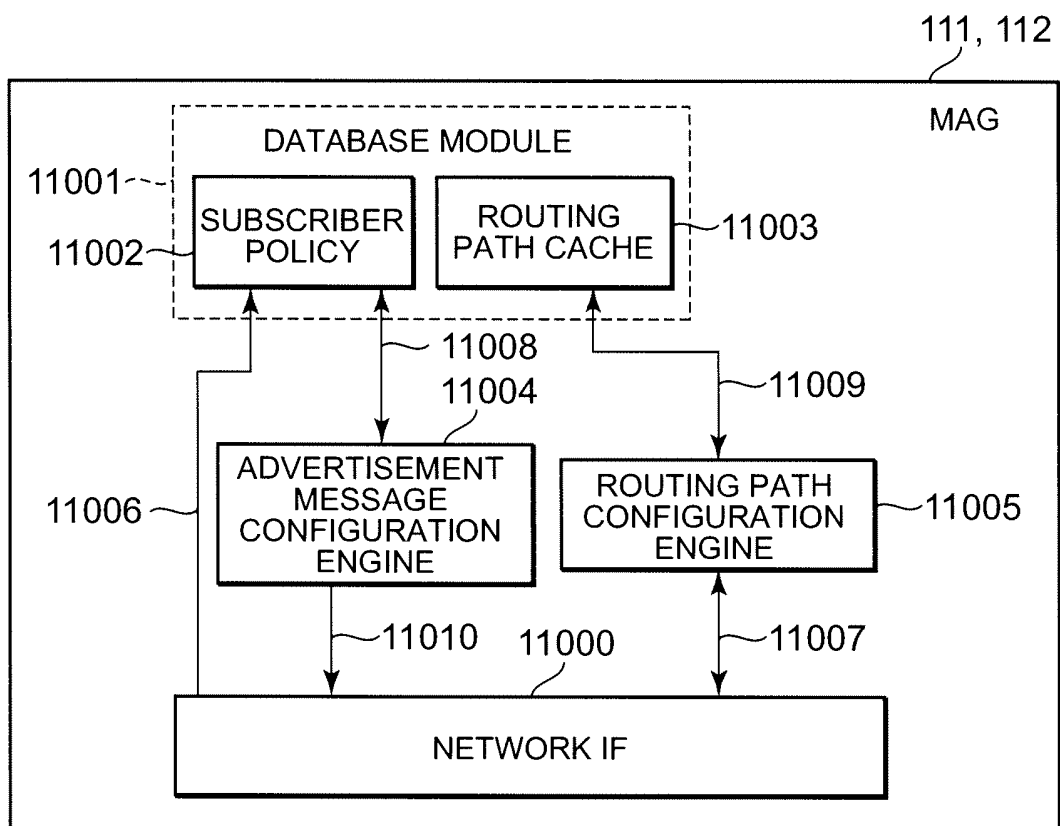 111, 112
MAG
DATABASE MODULE
11001
SUBSCRIBER
POLICY
11002
ROUTING
PATH CACHE
11003
11008
11009
11004
ADVERTISEMENT
MESSAGE
CONFIGURATION
ENGINE
11006
ROUTING PATH
CONFIGURATION
ENGINE
11005
11010
11000
11007
NETWORK IF